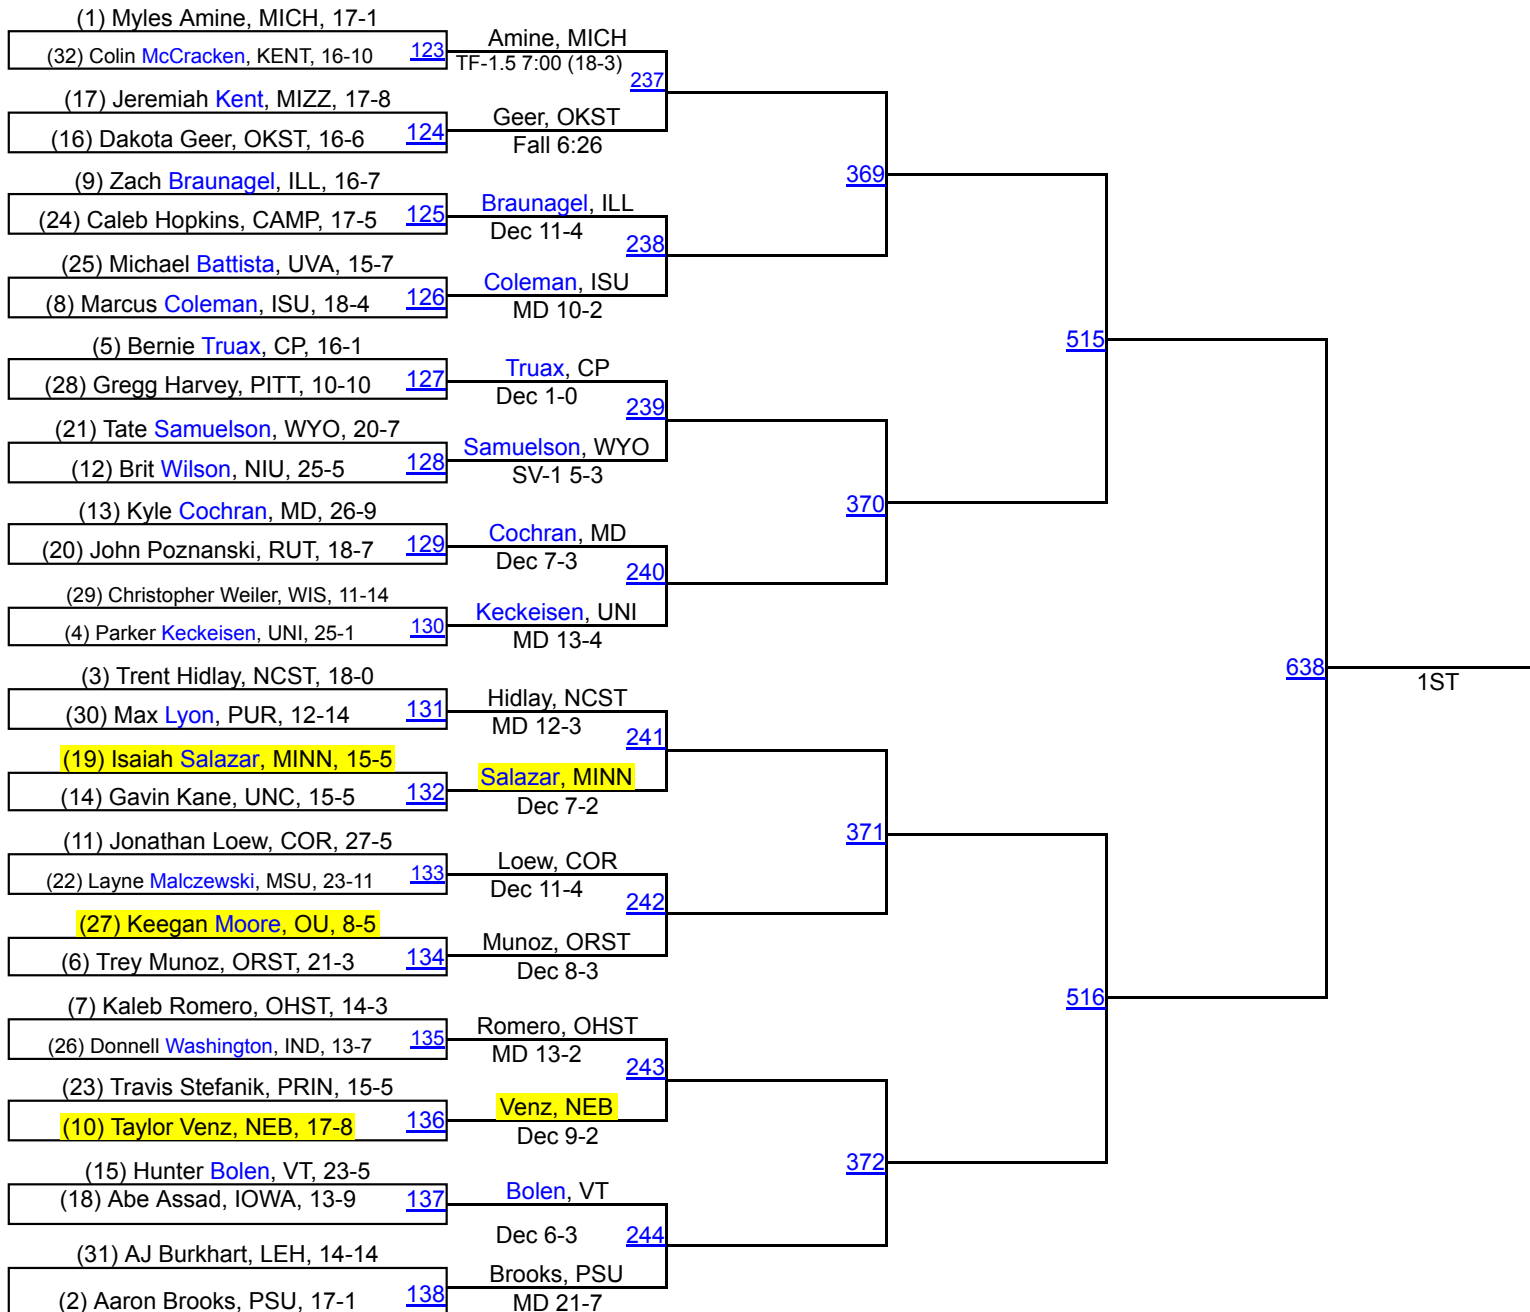 (1) Myles Amine, MICH, 17-1
(32) Colin McCracken, KENT, 16-10
123
Amine, MICH
TF-1.5 7:00 (18-3)
237
(17) Jeremiah Kent, MIZZ, 17-8
(16) Dakota Geer, OKST, 16-6
124
Geer, OKST
Fall 6:26
369
(9) Zach Braunagel, ILL, 16-7
(24) Caleb Hopkins, CAMP, 17-5
125
Braunagel, ILL
Dec 11-4
238
(25) Michael Battista, UVA, 15-7
(8) Marcus Coleman, ISU, 18-4
126
Coleman, ISU
MD 10-2
515
(5) Bernie Truax, CP, 16-1
(28) Gregg Harvey, PITT, 10-10
127
Truax, CP
Dec 1-0
239
(21) Tate Samuelson, WYO, 20-7
(12) Brit Wilson, NIU, 25-5
128
Samuelson, WYO
SV-1 5-3
370
(13) Kyle Cochran, MD, 26-9
(20) John Poznanski, RUT, 18-7
129
Cochran, MD
Dec 7-3
240
(29) Christopher Weiler, WIS, 11-14
(4) Parker Keckeisen, UNI, 25-1
130
Keckeisen, UNI
MD 13-4
638
1ST
(3) Trent Hidlay, NCST, 18-0
(30) Max Lyon, PUR, 12-14
131
Hidlay, NCST
MD 12-3
241
(19) Isaiah Salazar, MINN, 15-5
(14) Gavin Kane, UNC, 15-5
132
Salazar, MINN
Dec 7-2
371
(11) Jonathan Loew, COR, 27-5
(22) Layne Malczewski, MSU, 23-11
133
Loew, COR
Dec 11-4
242
(27) Keegan Moore, OU, 8-5
(6) Trey Munoz, ORST, 21-3
134
Munoz, ORST
Dec 8-3
516
(7) Kaleb Romero, OHST, 14-3
(26) Donnell Washington, IND, 13-7
135
Romero, OHST
MD 13-2
243
(23) Travis Stefanik, PRIN, 15-5
(10) Taylor Venz, NEB, 17-8
136
Venz, NEB
Dec 9-2
372
(15) Hunter Bolen, VT, 23-5
(18) Abe Assad, IOWA, 13-9
137
Bolen, VT
Dec 6-3
244
(31) AJ Burkhart, LEH, 14-14
(2) Aaron Brooks, PSU, 17-1
138
Brooks, PSU
MD 21-7